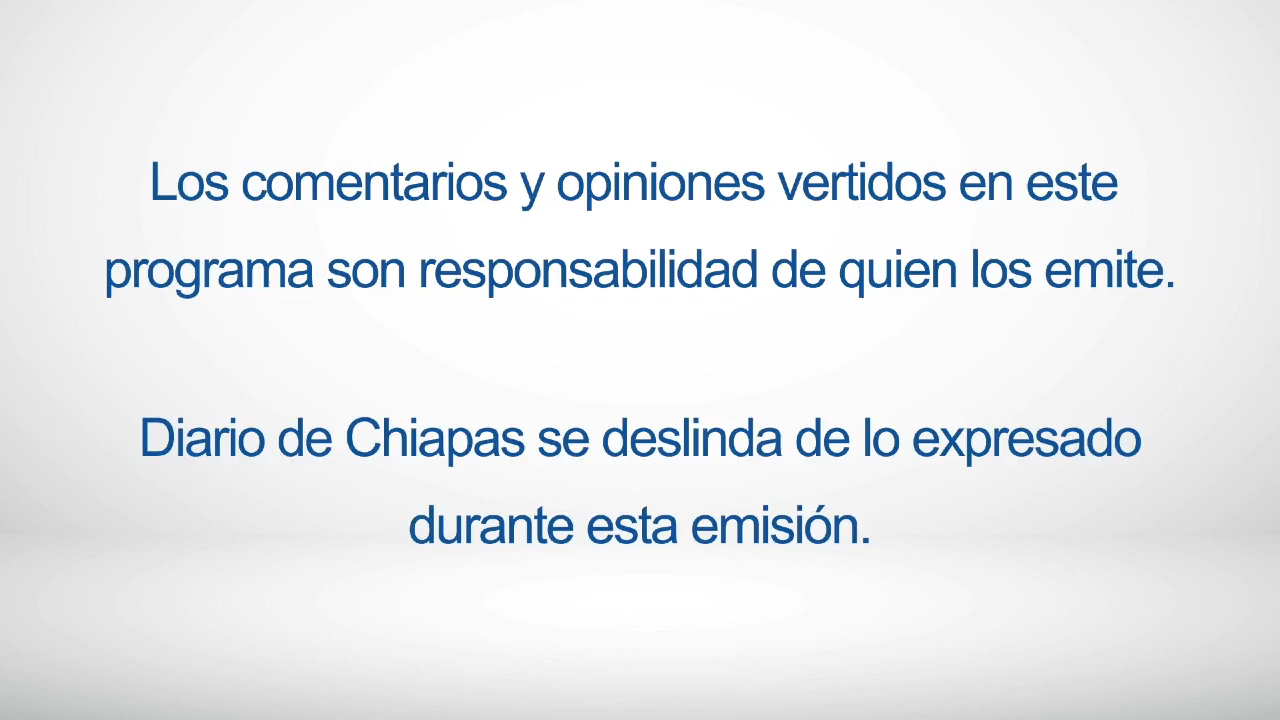 Los comentarios y opiniones vertidos en este
programa son responsabilidad de quien los emite.
Diario de Chiapas se deslinda de lo expresado
durante esta emisión.